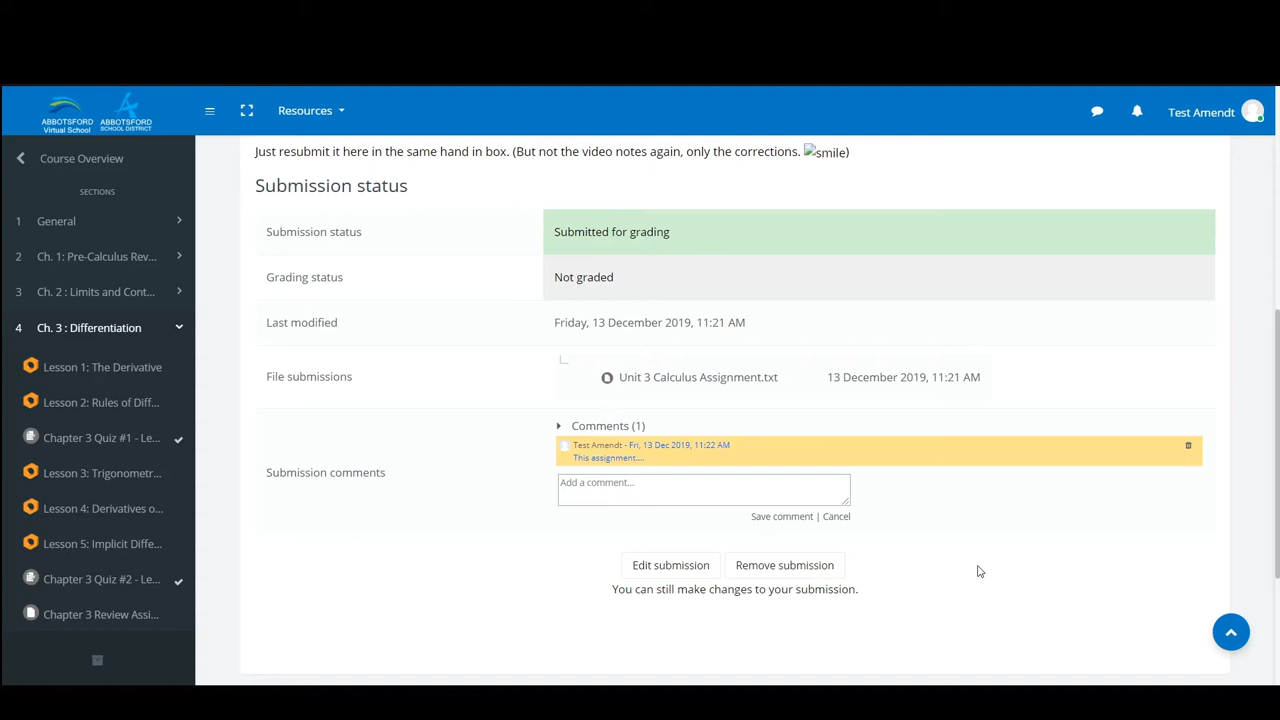 ABBOTSFORD
Virtual School
ABBOTSFORD
SCHOOL DISTRICT
Resources
Test Amendt
Course Overview
SECTIONS
1 General
2 Ch. 1: Pre-Calculus Rev...
3 Ch. 2 : Limits and Cont...
4 Ch. 3 : Differentiation
Lesson 1: The Derivative
Lesson 2: Rules of Diff...
Chapter 3 Quiz #1 - Le...
Lesson 3: Trigonometr...
Lesson 4: Derivatives o...
Lesson 5: Implicit Diffe...
Chapter 3 Quiz #2 - Le...
Chapter 3 Review Assi...
Just resubmit it here in the same hand in box. (But not the video notes again, only the corrections. smile)
Submission status
Submission status Submitted for grading
Grading status Not graded
Last modified Friday, 13 December 2019, 11:21 AM
File submissions Unit 3 Calculus Assignment.txt 13 December 2019, 11:21 AM
Submission comments
Comments (1)
Test Amendt - Fri, 13 Dec 2019, 11:22 AM
This assignment....
Add a comment...
Save comment | Cancel
Edit submission Remove submission
You can still make changes to your submission.